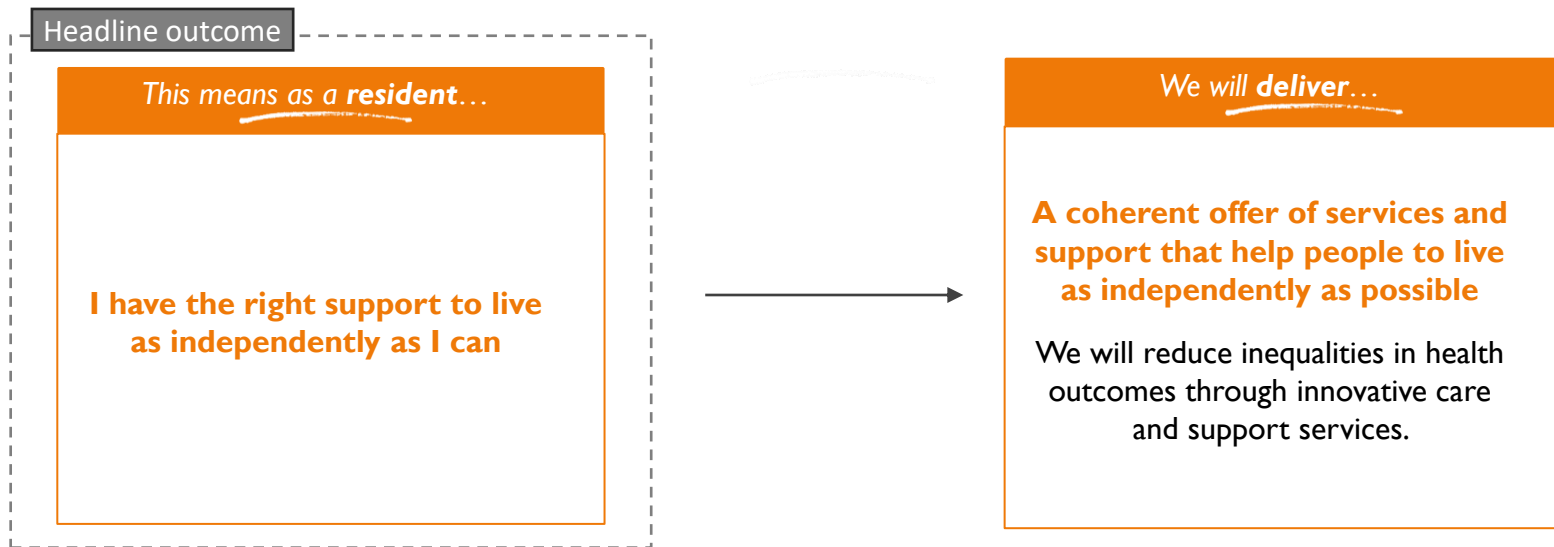 Headline outcome
This means as a resident…
I have the right support to live
as independently as I can
We will deliver…
A coherent offer of services and
support that help people to live
as independently as possible
We will reduce inequalities in health
outcomes through innovative care
and support services.